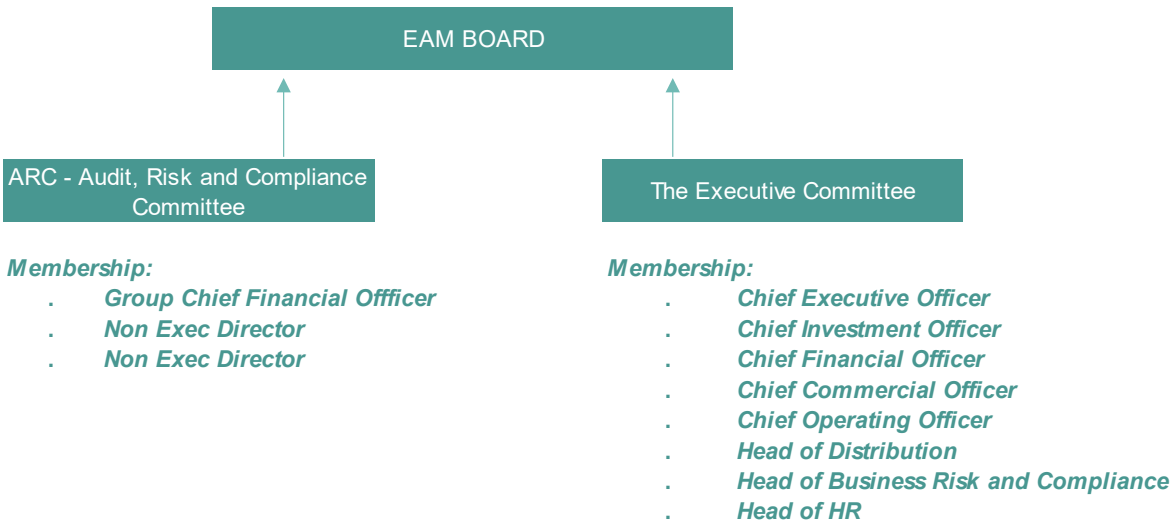 EAM BOARD
ARC - Audit, Risk and Compliance
Committee
Membership:
. Group Chief Financial Offficer
. Non Exec Director
. Non Exec Director
The Executive Committee
Membership:
. Chief Executive Officer
. Chief Investment Officer
. Chief Financial Officer
. Chief Commercial Officer
. Chief Operating Officer
. Head of Distribution
. Head of Business Risk and Compliance
. Head of HR